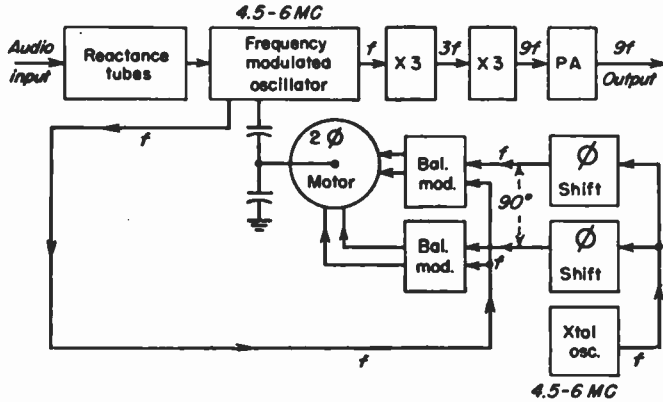 4.5-6 MC
Audio
input
Reactance
tubes
Frequency
modulated
oscillator
f
X 3
3f
X 3
9f
PA
9f
Output
f
2 Ø
Motor
Bal.
mod.
f
90°
Ø
Shift
Bal.
mod.
f
Ø
Shift
Xtal
osc.
f
f
4.5-6 MC